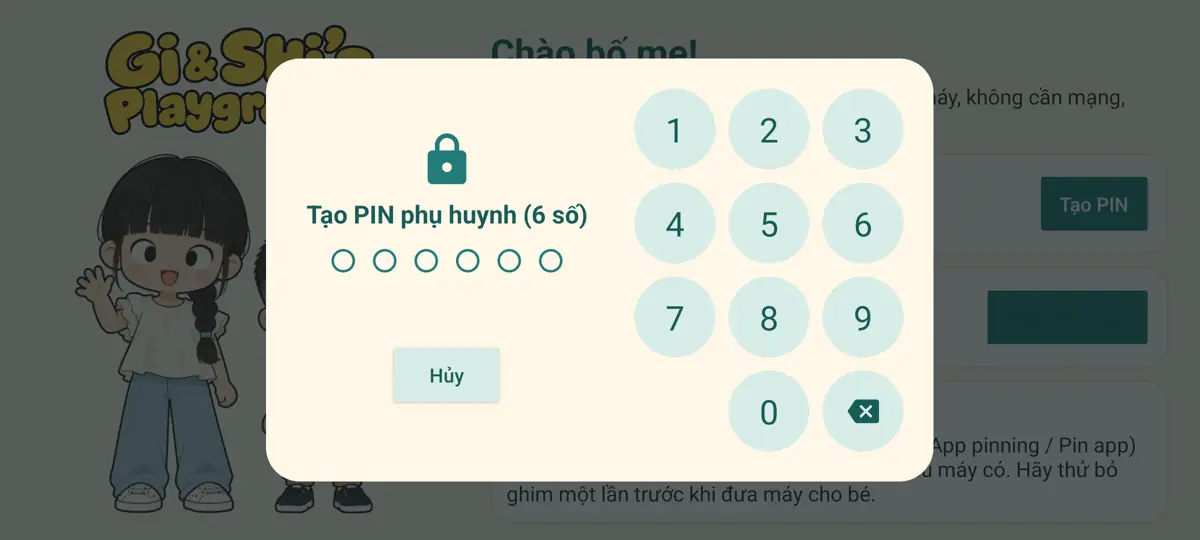 Gi & Shi's
Chào bố mẹ!
máy, không cần mạng,
Tạo PIN phụ huynh (6 số)
Hủy
1 2 3
4 5 6
7 8 9
0
Tạo PIN
App pinning / Pin app)
máy có. Hãy thử bỏ
ghim một lần trước khi đưa máy cho bé.